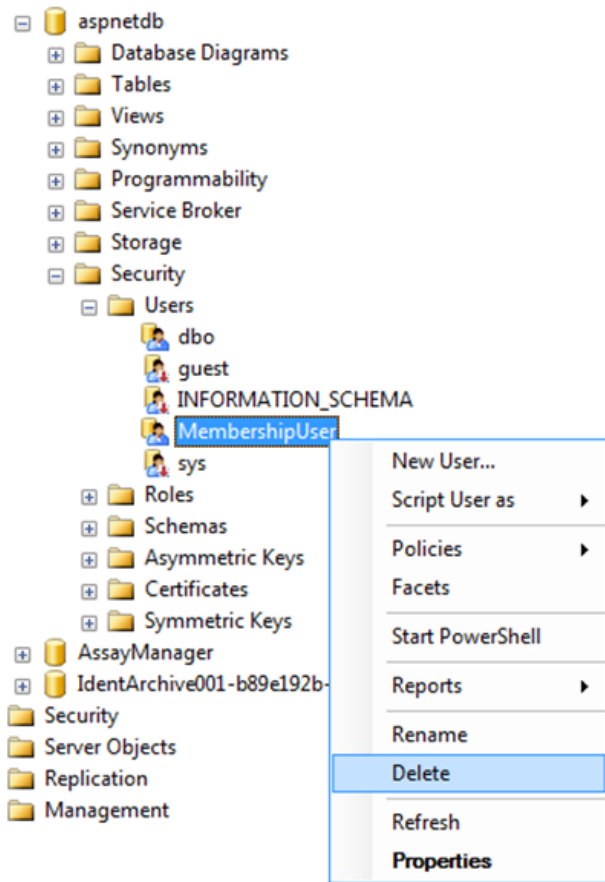 aspnetdb
Database Diagrams
Tables
Views
Synonyms
Programmability
Service Broker
Storage
Security
Users
dbo
guest
INFORMATION_SCHEMA
MembershipUser
sys
Roles
Schemas
Asymmetric Keys
Certificates
Symmetric Keys
AssayManager
IdentArchive001-b89e192b-
Security
Server Objects
Replication
Management
New User...
Script User as
Policies
Facets
Start PowerShell
Reports
Rename
Delete
Refresh
Properties